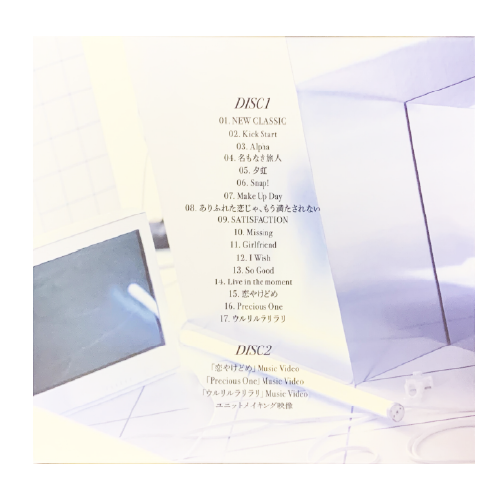 DISC1
01. NEW CLASSIC
02. Kick Start
03. Alpha
04. 名もなき旅人
05. 夕虹
06. Snap!
07. Make Up Day
08. ありふれた恋じゃ、もう満たされない
09. SATISFACTION
10. Missing
11. Girlfriend
12. I Wish
13. So Good
14. Live in the moment
15. 恋やけどめ
16. Precious One
17. ウルリルラリラリ
DISC2
「恋やけどめ」Music Video
「Precious One」Music Video
「ウルリルラリラリ」Music Video
ユニットメイキング映像